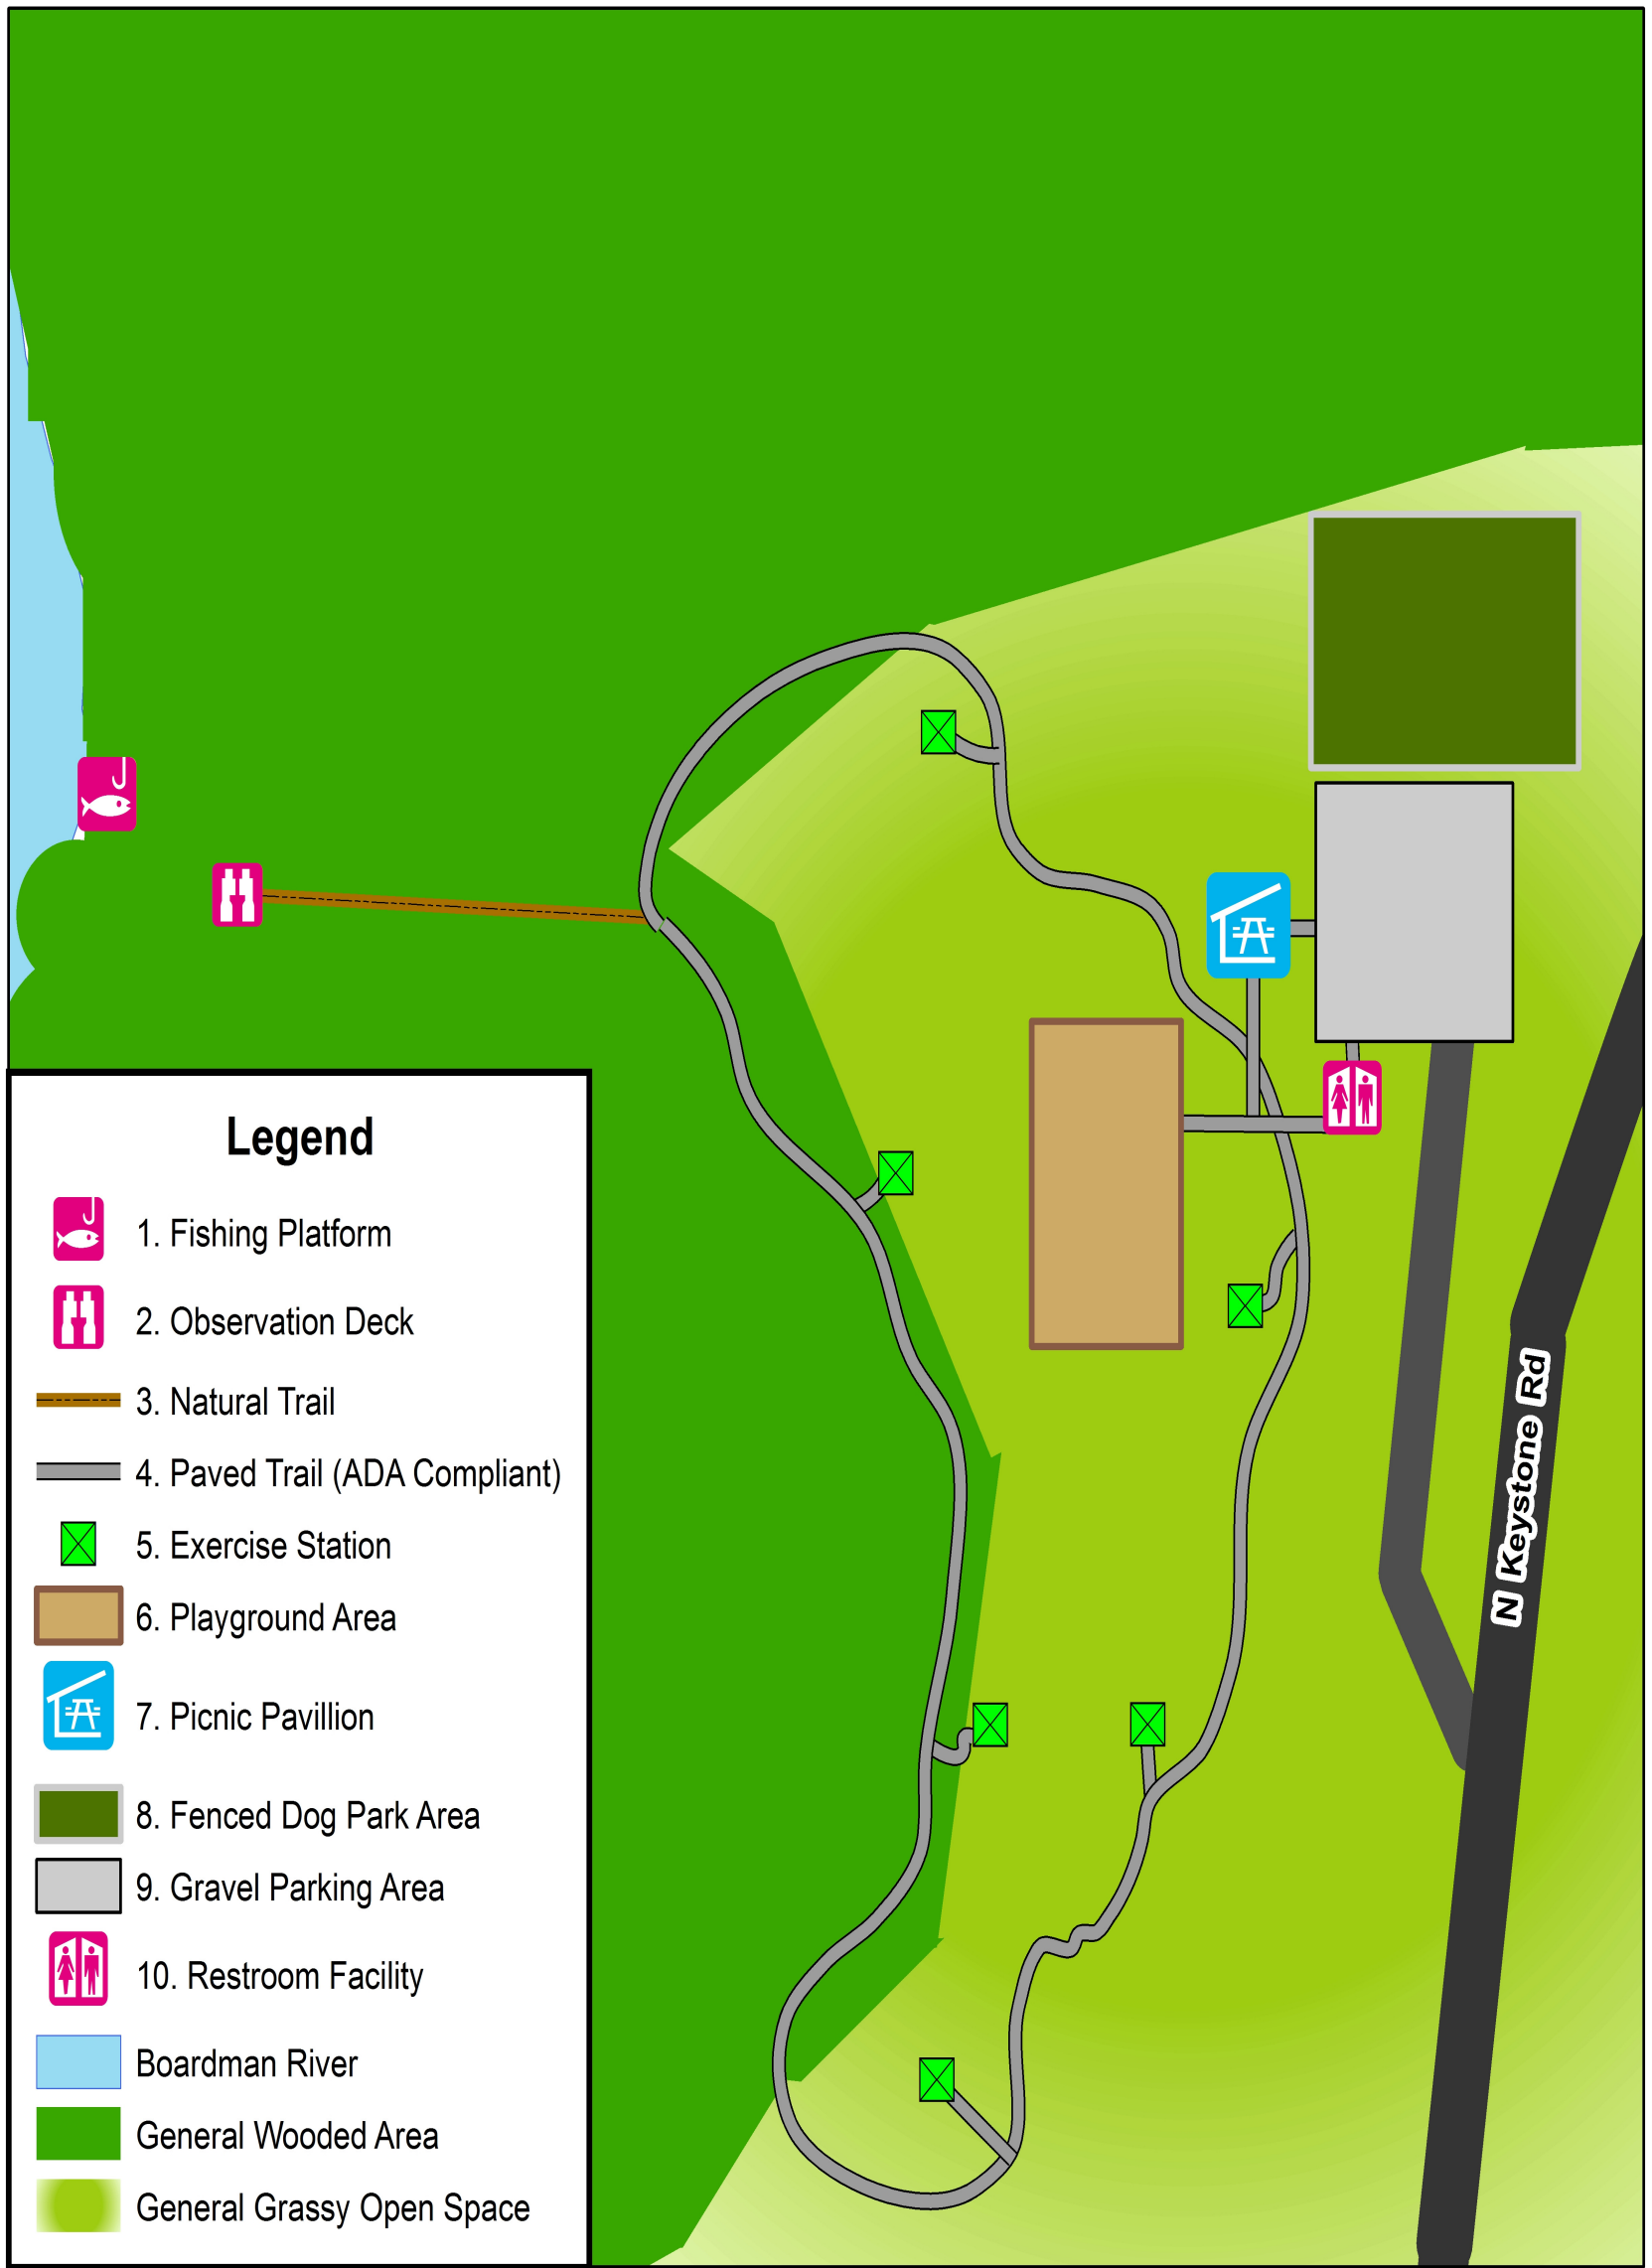 N Keystone Rd
Legend
1. Fishing Platform
2. Observation Deck
3. Natural Trail
4. Paved Trail (ADA Compliant)
5. Exercise Station
6. Playground Area
7. Picnic Pavillion
8. Fenced Dog Park Area
9. Gravel Parking Area
10. Restroom Facility
Boardman River
General Wooded Area
General Grassy Open Space